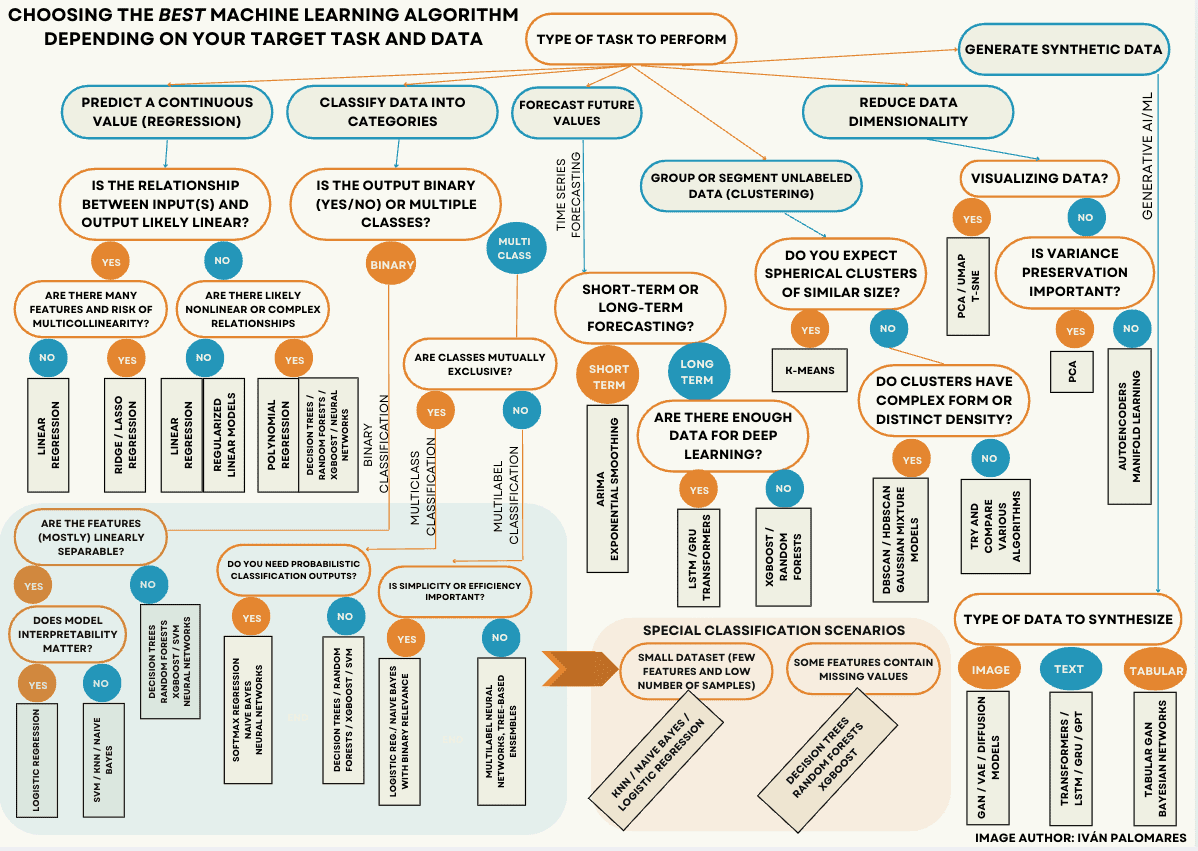 CHOOSING THE BEST MACHINE LEARNING ALGORITHM
DEPENDING ON YOUR TARGET TASK AND DATA
TYPE OF TASK TO PERFORM
GENERATE SYNTHETIC DATA
PREDICT A CONTINUOUS
VALUE (REGRESSION)
CLASSIFY DATA INTO
CATEGORIES
FORECAST FUTURE
VALUES
REDUCE DATA
DIMENSIONALITY
GENERATIVE AI/ML
IS THE RELATIONSHIP
BETWEEN INPUT(S) AND
OUTPUT LIKELY LINEAR?
YES
NO
ARE THERE MANY
FEATURES AND RISK OF
MULTICOLLINEARITY?
NO
YES
LINEAR
REGRESSION
RIDGE / LASSO
REGRESSION
ARE THERE LIKELY
NONLINEAR OR COMPLEX
RELATIONSHIPS
NO
YES
LINEAR
REGRESSION
REGULARIZED
LINEAR MODELS
POLYNOMIAL
REGRESSION
DECISION TREES /
RANDOM FORESTS /
XGBOOST / NEURAL
NETWORKS
IS THE OUTPUT BINARY
(YES/NO) OR MULTIPLE
CLASSES?
BINARY
MULTI
CLASS
BINARY
CLASSIFICATION
ARE CLASSES MUTUALLY
EXCLUSIVE?
YES
NO
MULTICLASS
CLASSIFICATION
MULTILABEL
CLASSIFICATION
ARE THE FEATURES
(MOSTLY) LINEARLY
SEPARABLE?
YES
NO
DOES MODEL
INTERPRETABILITY
MATTER?
YES
NO
LOGISTIC REGRESSION
SVM / KNN / NAIVE
BAYES
DECISION TREES
RANDOM FORESTS
XGBOOST / SVM
NEURAL NETWORKS
DO YOU NEED PROBABILISTIC
CLASSIFICATION OUTPUTS?
YES
NO
SOFTMAX REGRESSION
NAIVE BAYES
NEURAL NETWORKS
DECISION TREES / RANDOM
FORESTS / XGBOOST / SVM
IS SIMPLICITY OR EFFICIENCY
IMPORTANT?
YES
NO
LOGISTIC REG. / NAIVE BAYES
WITH BINARY RELEVANCE
MULTILABEL NEURAL
NETWORKS, TREE-BASED
ENSEMBLES
TIME SERIES
FORECASTING
SHORT-TERM OR
LONG-TERM
FORECASTING?
SHORT
TERM
LONG
TERM
ARIMA
EXPONENTIAL SMOOTHING
ARE THERE ENOUGH
DATA FOR DEEP
LEARNING?
YES
NO
LSTM /GRU
TRANSFORMERS
XGBOOST /
RANDOM
FORESTS
GROUP OR SEGMENT UNLABELED
DATA (CLUSTERING)
DO YOU EXPECT
SPHERICAL CLUSTERS
OF SIMILAR SIZE?
YES
NO
K-MEANS
DO CLUSTERS HAVE
COMPLEX FORM OR
DISTINCT DENSITY?
YES
NO
DBSCAN / HDBSCAN
GAUSSIAN MIXTURE
MODELS
TRY AND
COMPARE
VARIOUS
ALGORITHMS
VISUALIZING DATA?
YES
NO
PCA / UMAP
T-SNE
IS VARIANCE
PRESERVATION
IMPORTANT?
YES
NO
PCA
AUTOENCODERS
MANIFOLD LEARNING
SPECIAL CLASSIFICATION SCENARIOS
SMALL DATASET (FEW
FEATURES AND LOW
NUMBER OF SAMPLES)
SOME FEATURES CONTAIN
MISSING VALUES
KNN / NAIVE BAYES /
LOGISTIC REGRESSION
DECISION TREES
RANDOM FORESTS
XGBOOST
TYPE OF DATA TO SYNTHESIZE
IMAGE
TEXT
TABULAR
GAN / VAE / DIFFUSION
MODELS
TRANSFORMERS /
LSTM / GRU / GPT
TABULAR GAN
BAYESIAN NETWORKS
IMAGE AUTHOR: IVÁN PALOMARES